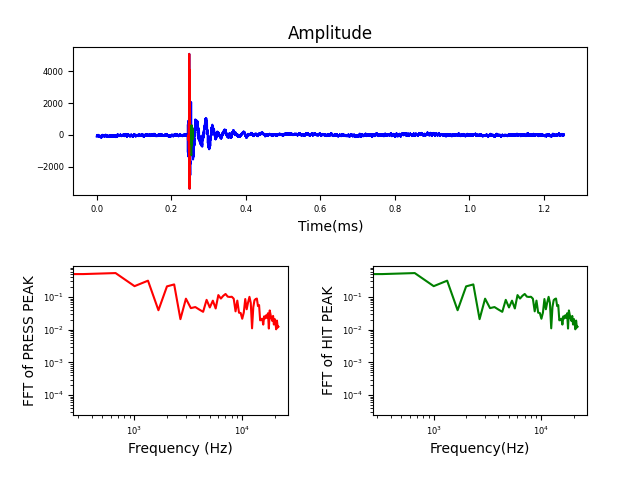 Amplitude
4000
2000
0
−2000
0.0 0.2 0.4 0.6 0.8 1.0 1.2
Time(ms)
FFT of PRESS PEAK
10⁻¹
10⁻²
10⁻³
10⁻⁴
10³ 10⁴
Frequency (Hz)
FFT of HIT PEAK
10⁻¹
10⁻²
10⁻³
10⁻⁴
10³ 10⁴
Frequency(Hz)